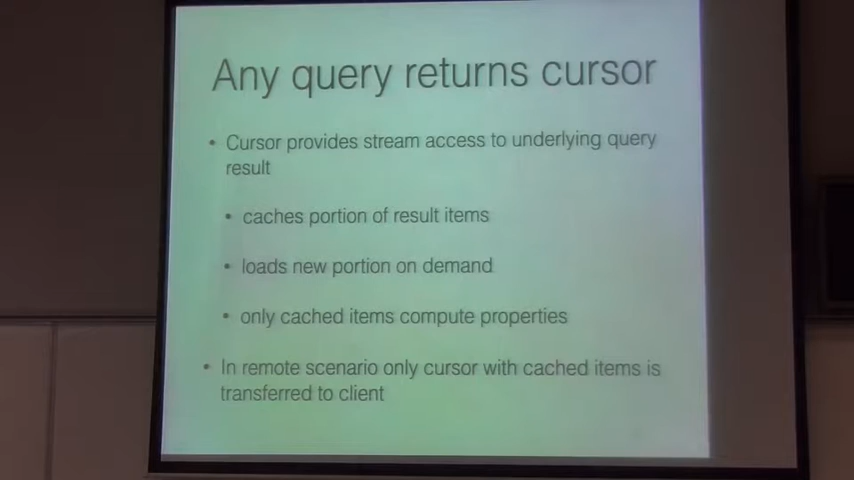 Any query returns cursor
• Cursor provides stream access to underlying query
result
• caches portion of result items
• loads new portion on demand
• only cached items compute properties
• In remote scenario only cursor with cached items is
transferred to client